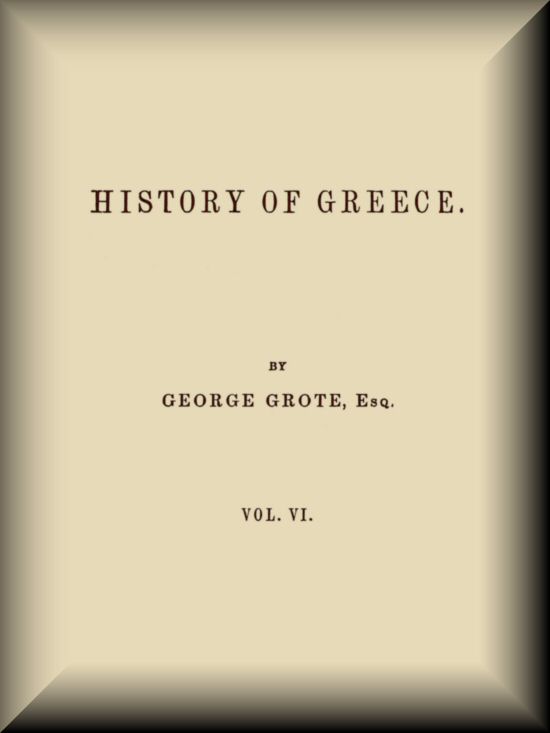 HISTORY OF GREECE.
BY
GEORGE GROTE, Esq.
VOL. VI.